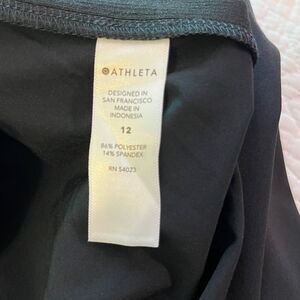 ATHLETA
DESIGNED IN
SAN FRANCISCO
MADE IN
INDONESIA
12
86% POLYESTER
14% SPANDEX
RN 54023